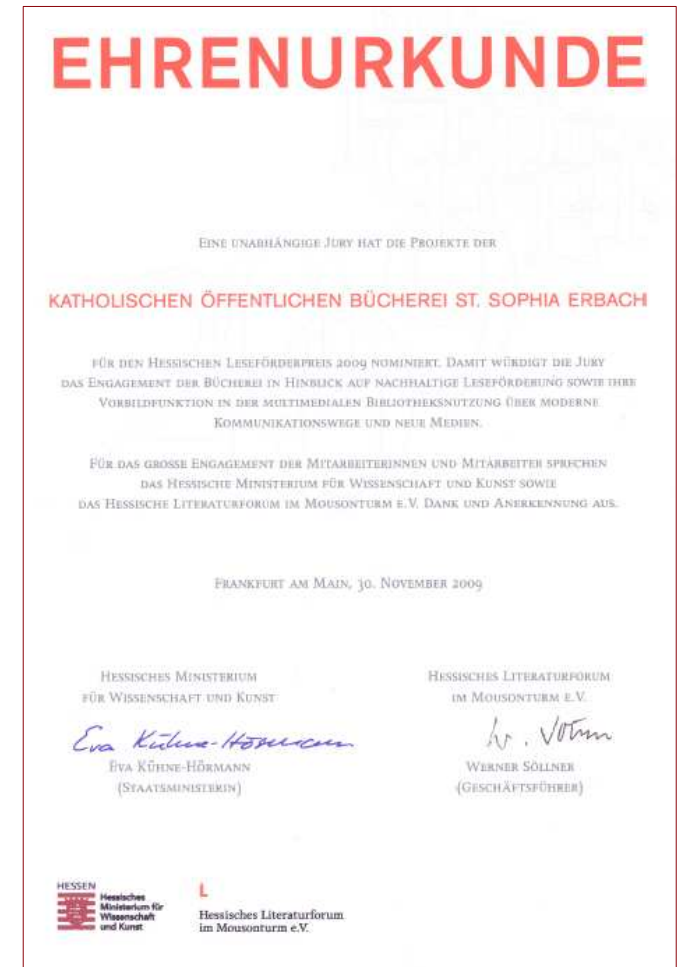 EHRENURKUNDE
EINE UNABHÄNGIGE JURY HAT DIE PROJEKTE DER
KATHOLISCHEN ÖFFENTLICHEN BÜCHEREI ST. SOPHIA ERBACH
FÜR DEN HESSISCHEN LESEFÖRDERPREIS 2009 NOMINIERT. DAMIT WÜRDIGT DIE JURY
DAS ENGAGEMENT DER BÜCHEREI IN HINBLICK AUF NACHHALTIGE LESEFÖRDERUNG SOWIE IHRE
VORBILDFUNKTION IN DER MULTIMEDIALEN BIBLIOTHEKSNUTZUNG ÜBER MODERNE
KOMMUNIKATIONSWEGE UND NEUE MEDIEN.
FÜR DAS GROSSE ENGAGEMENT DER MITARBEITERINNEN UND MITARBEITER SPRECHEN
DAS HESSISCHE MINISTERIUM FÜR WISSENSCHAFT UND KUNST SOWIE
DAS HESSISCHE LITERATURFORUM IM MOUSONTURM E.V. DANK UND ANERKENNUNG AUS.
FRANKFURT AM MAIN, 30. NOVEMBER 2009
HESSISCHES MINISTERIUM
FÜR WISSENSCHAFT UND KUNST
Eva Kühne-Hörmann
EVA KÜHNE-HÖRMANN
(STAATSMINISTERIN)
HESSISCHES LITERATURFORUM
IM MOUSONTURM E.V.
WERNER SÖLLNER
(GESCHÄFTSFÜHRER)
HESSEN
Hessisches
Ministerium für
Wissenschaft
und Kunst
L
Hessisches Literaturforum
im Mousonturm e.V.